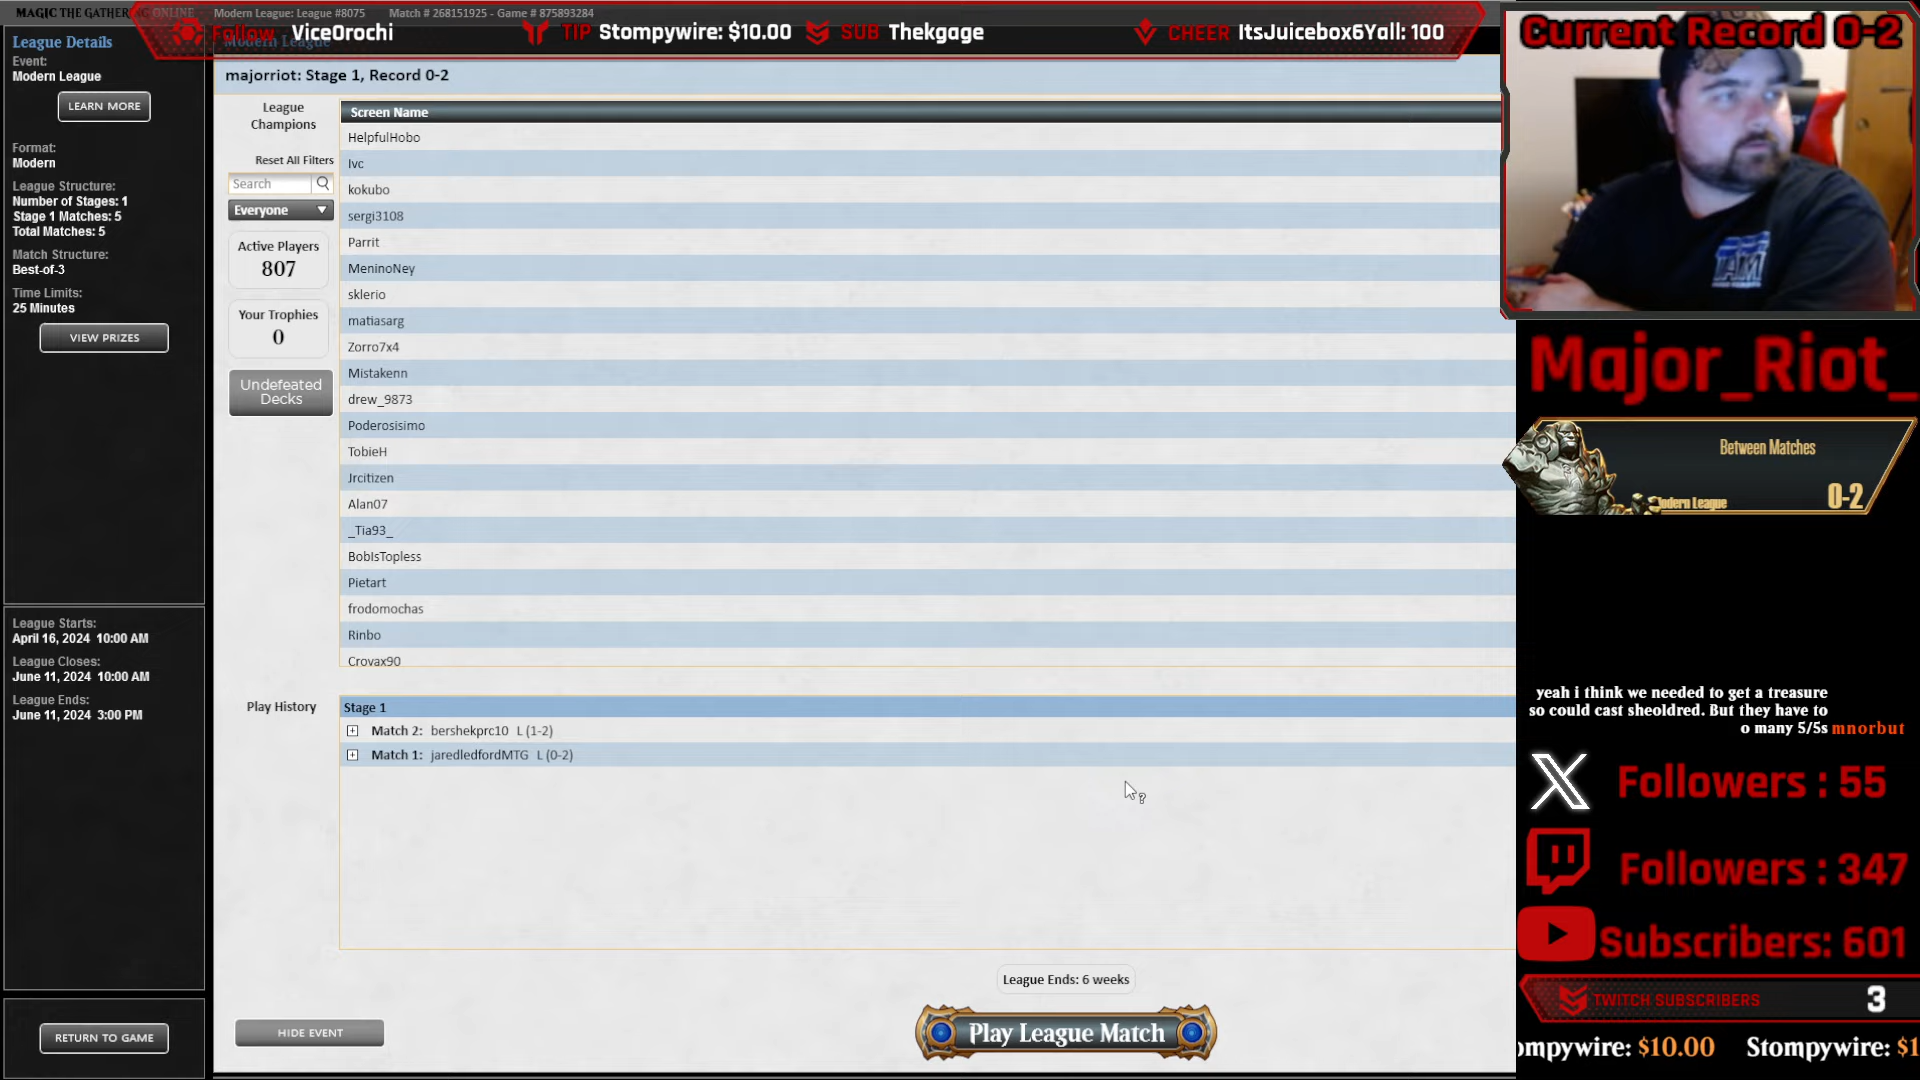 MAGIC THE GATHERING ONLINE
Modern League: League #8075
Match # 268151925 - Game # 875893284
Follow ViceOrochi
TIP Stompywire: $10.00
SUB Thekgage
CHEER ItsJuicebox6Yall: 100
Current Record 0-2
League Details
Event:
Modern League
LEARN MORE
Format:
Modern
League Structure:
Number of Stages: 1
Stage 1 Matches: 5
Total Matches: 5
Match Structure:
Best-of-3
Time Limits:
25 Minutes
VIEW PRIZES
League Starts:
April 16, 2024 10:00 AM
League Closes:
June 11, 2024 10:00 AM
League Ends:
June 11, 2024 3:00 PM
RETURN TO GAME
Modern League
majorriot: Stage 1, Record 0-2
League
Champions
Reset All Filters
Search
Everyone
Active Players
807
Your Trophies
0
Undefeated
Decks
Screen Name
HelpfulHobo
lvc
kokubo
sergi3108
Parrit
MeninoNey
sklerio
matiasarg
Zorro7x4
Mistakenn
drew_9873
Poderosisimo
TobieH
Jrcitizen
Alan07
_Tia93_
BobIsTopless
Pietart
frodomochas
Rinbo
Crovax90
Play History
Stage 1
Match 2: bershekprc10 L (1-2)
Match 1: jaredledfordMTG L (0-2)
League Ends: 6 weeks
HIDE EVENT
Play League Match
Major_Riot_
Between Matches
Modern League
0-2
yeah i think we needed to get a treasure
so could cast sheoldred. But they have to
o many 5/5s mnorbut
Followers : 55
Followers : 347
Subscribers: 601
TWITCH SUBSCRIBERS 3
ompywire: $10.00 Stompywire: $1